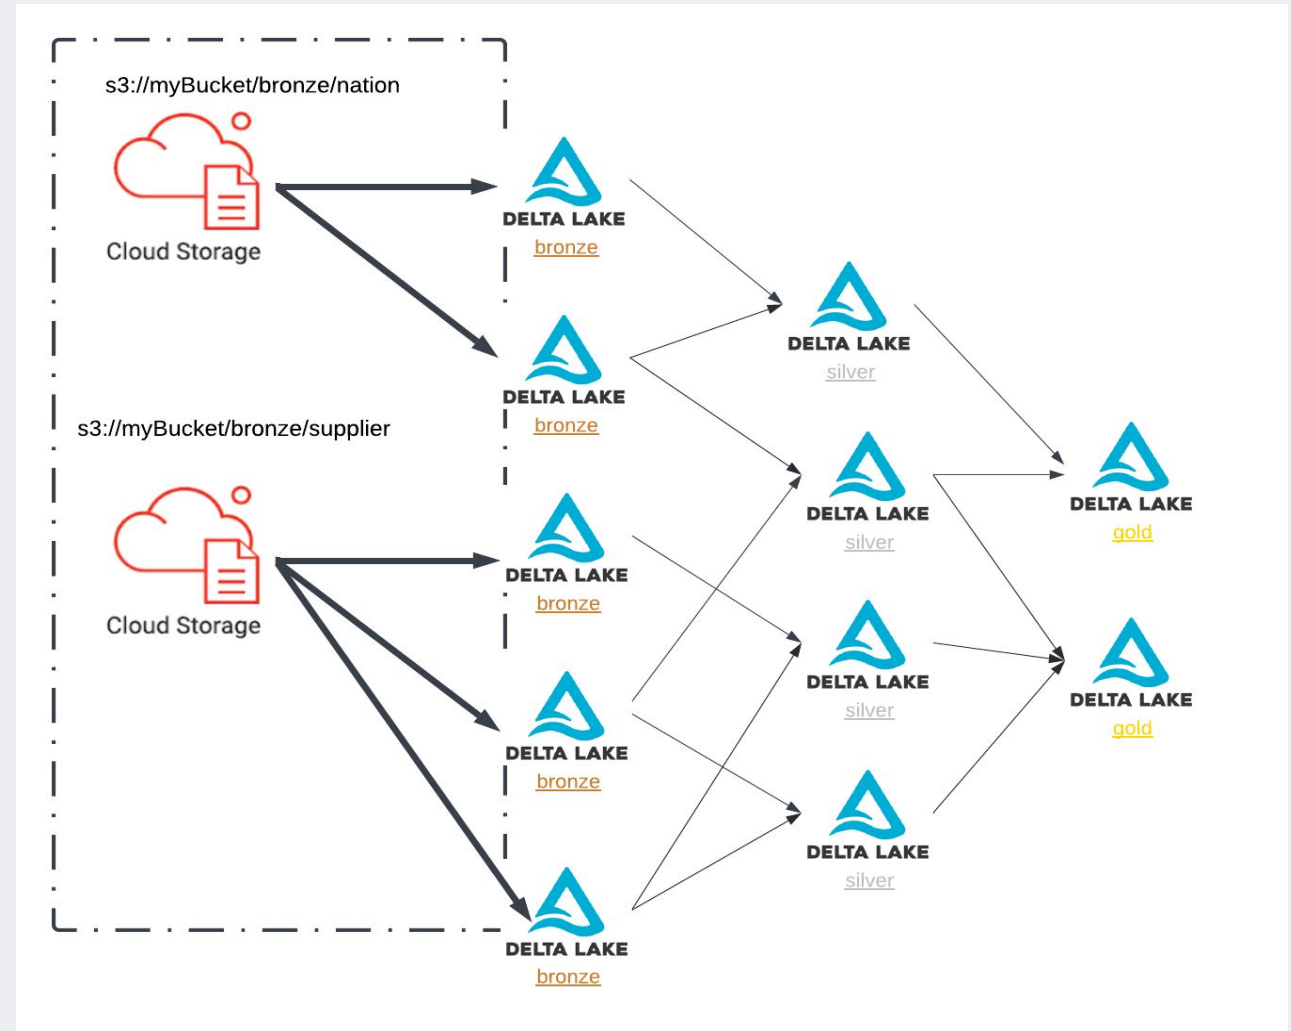 s3://myBucket/bronze/nation
Cloud Storage
DELTA LAKE
bronze
DELTA LAKE
bronze
s3://myBucket/bronze/supplier
Cloud Storage
DELTA LAKE
bronze
DELTA LAKE
bronze
DELTA LAKE
bronze
DELTA LAKE
silver
DELTA LAKE
silver
DELTA LAKE
silver
DELTA LAKE
silver
DELTA LAKE
gold
DELTA LAKE
gold